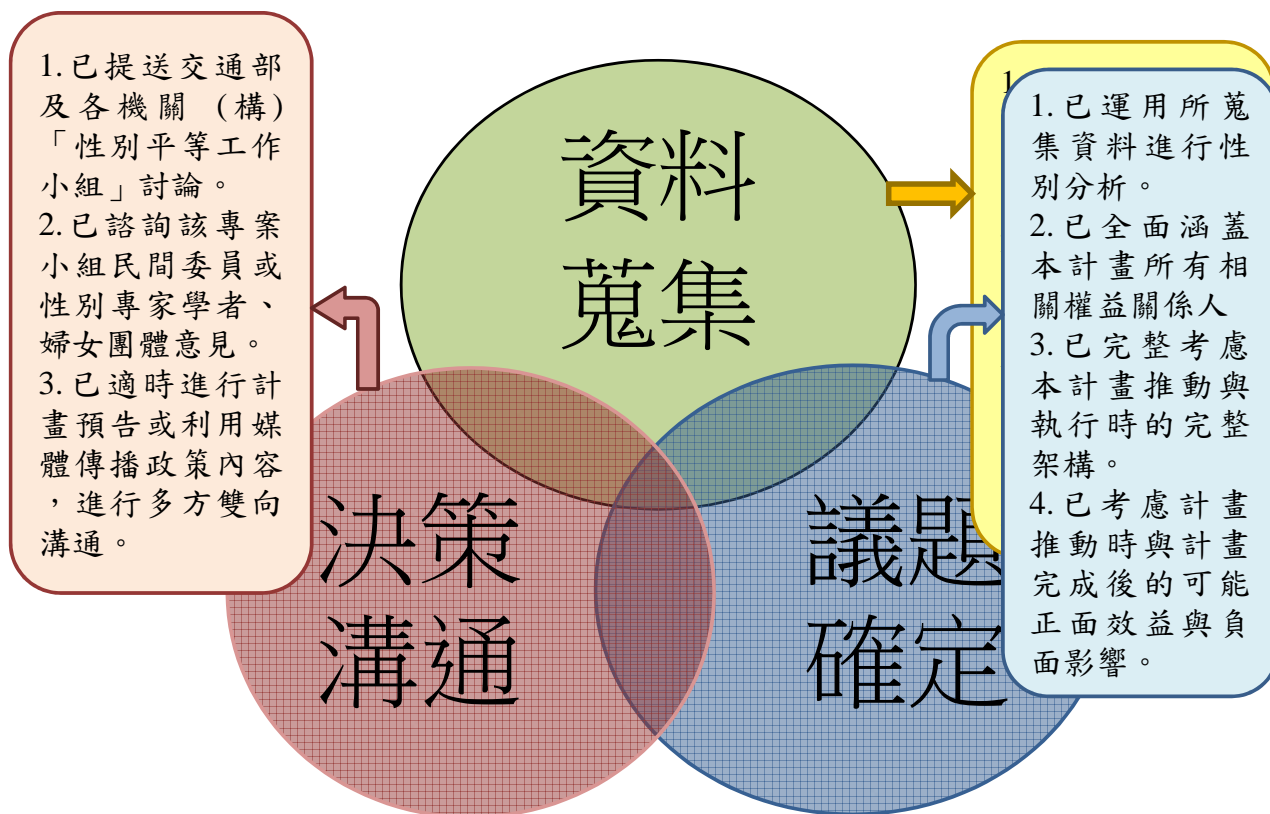 1.已提送交通部
及各機關 (構)
「性別平等工作
小組」討論。
2.已諮詢該專案
小組民間委員或
性別專家學者、
婦女團體意見。
3.已適時進行計
畫預告或利用媒
體傳播政策內容
,進行多方雙向
溝通。
資料
蒐集
決策
溝通
議題
確定
1
1.已運用所蒐
集資料進行性
別分析。
2.已全面涵蓋
本計畫所有相
關權益關係人
3.已完整考慮
本計畫推動與
執行時的完整
架構。
4.已考慮計畫
推動時與計畫
完成後的可能
正面效益與負
面影響。